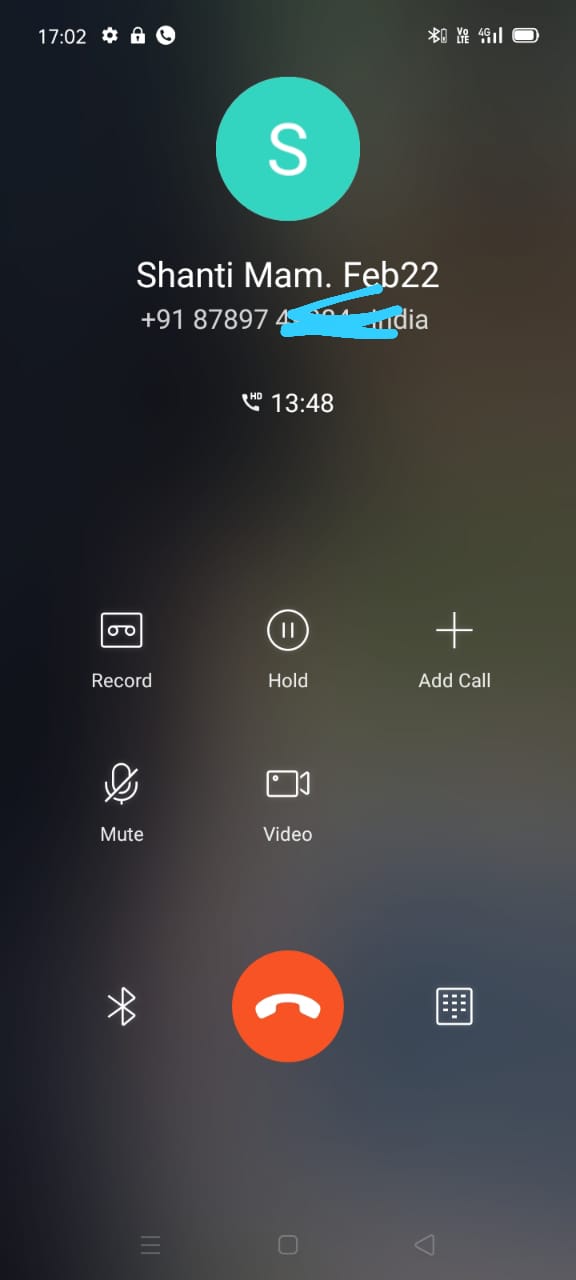 17:02
Vo LTE 4G
S
Shanti Mam. Feb22
+91 87897 India
HD 13:48
Record Hold Add Call
Mute Video